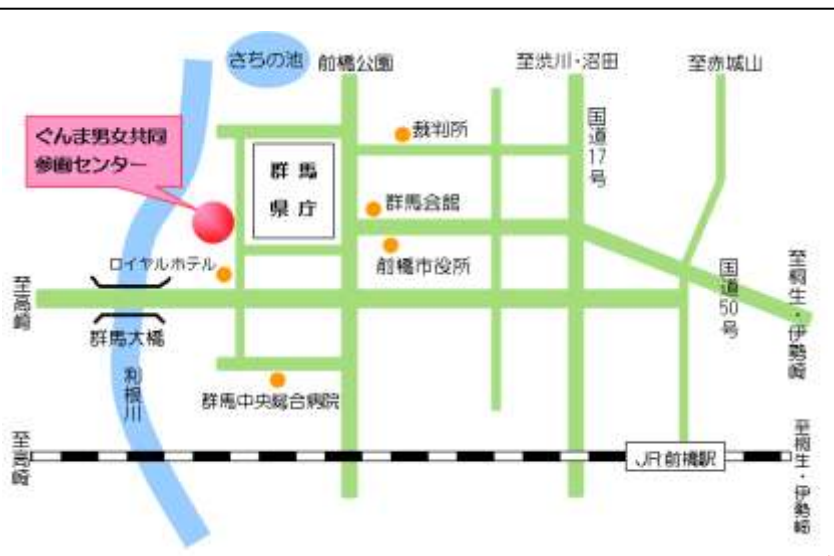 さちの池
前橋公園
至渋川・沼田
至赤城山
ぐんま男女共同
参画センター
裁判所
国道17号
群馬
県庁
群馬会館
前橋市役所
ロイヤルホテル
至高崎
国道50号
至桐生・伊勢崎
群馬大橋
利根川
群馬中央総合病院
至高崎
JR前橋駅
至桐生・伊勢崎